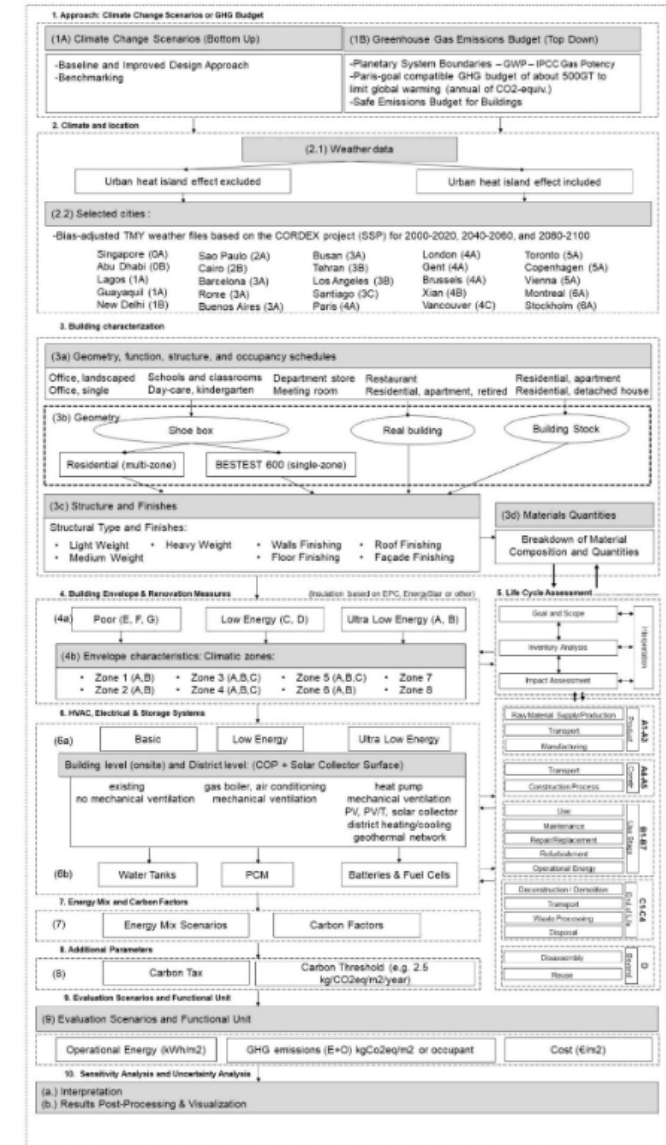 1. Approach: Climate Change Scenarios or GHG Budget
(1A) Climate Change Scenarios (Bottom Up)
-Baseline and Improved Design Approach
-Benchmarking
(1B) Greenhouse Gas Emissions Budget (Top Down)
-Planetary System Boundaries – GWP – IPCC Gas Potency
-Paris-goal compatible GHG budget of about 500GT to
limit global warming (annual of CO2-equiv.)
-Safe Emissions Budget for Buildings
2. Climate and location
(2.1) Weather data
Urban heat island effect excluded
Urban heat island effect included
(2.2) Selected cities :
-Bias-adjusted TMY weather files based on the CORDEX project (SSP) for 2000-2020, 2040-2060, and 2080-2100
Singapore (0A) Sao Paulo (2A) Busan (3A) London (4A) Toronto (5A)
Abu Dhabi (0B) Cairo (2B) Tehran (3B) Gent (4A) Copenhagen (5A)
Lagos (1A) Barcelona (3A) Los Angeles (3B) Brussels (4A) Vienna (5A)
Guayaquil (1A) Rome (3A) Santiago (3C) Xian (4B) Montreal (6A)
New Delhi (1B) Buenos Aires (3A) Paris (4A) Vancouver (4C) Stockholm (6A)
3. Building characterization
(3a) Geometry, function, structure, and occupancy schedules
Office, landscaped Schools and classrooms Department store Restaurant Residential, apartment
Office, single Day-care, kindergarten Meeting room Residential, apartment, retired Residential, detached house
(3b) Geometry
Shoe box
Real building
Building Stock
Residential (multi-zone)
BESTEST 600 (single-zone)
(3c) Structure and Finishes
Structural Type and Finishes:
• Light Weight • Heavy Weight • Walls Finishing • Roof Finishing
• Medium Weight • Floor Finishing • Façade Finishing
(3d) Materials Quantities
Breakdown of Material
Composition and Quantities
4. Building Envelope & Renovation Measures
(Insulation based on EPC, EnergyStar or other)
(4a)
Poor (E, F, G)
Low Energy (C, D)
Ultra Low Energy (A, B)
(4b) Envelope characteristics: Climatic zones:
• Zone 1 (A,B) • Zone 3 (A,B,C) • Zone 5 (A,B,C) • Zone 7
• Zone 2 (A,B) • Zone 4 (A,B,C) • Zone 6 (A,B) • Zone 8
5. Life Cycle Assessment
Goal and Scope
Inventory Analysis
Impact Assessment
Interpretation
6. HVAC, Electrical & Storage Systems
(6a)
Basic
Low Energy
Ultra Low Energy
Building level (onsite) and District level: (COP + Solar Collector Surface)
existing
no mechanical ventilation
gas boiler, air conditioning
mechanical ventilation
heat pump
mechanical ventilation
PV, PV/T, solar collector
district heating/cooling
geothermal network
(6b)
Water Tanks
PCM
Batteries & Fuel Cells
Raw Material Supply/Production
Transport
Manufacturing
Product
A1-A3
Transport
Construction Process
A4-A5
Use
Maintenance
Repair/Replacement
Refurbishment
Operational Energy
Use Stage
B1-B7
Deconstruction / Demolition
Transport
Waste Processing
Disposal
End of Life
C1-C4
Disassembly
Reuse
Beyond
D
7. Energy Mix and Carbon Factors
(7)
Energy Mix Scenarios
Carbon Factors
8. Additional Parameters
(8)
Carbon Tax
Carbon Threshold (e.g. 2.5
kg/CO2eq/m2/year)
9. Evaluation Scenarios and Functional Unit
(9) Evaluation Scenarios and Functional Unit
Operational Energy (kWh/m2)
GHG emissions (E+O) kgCo2eq/m2 or occupant
Cost (€/m2)
10. Sensitivity Analysis and Uncertainty Analysis
(a.) Interpretation
(b.) Results Post-Processing & Visualization